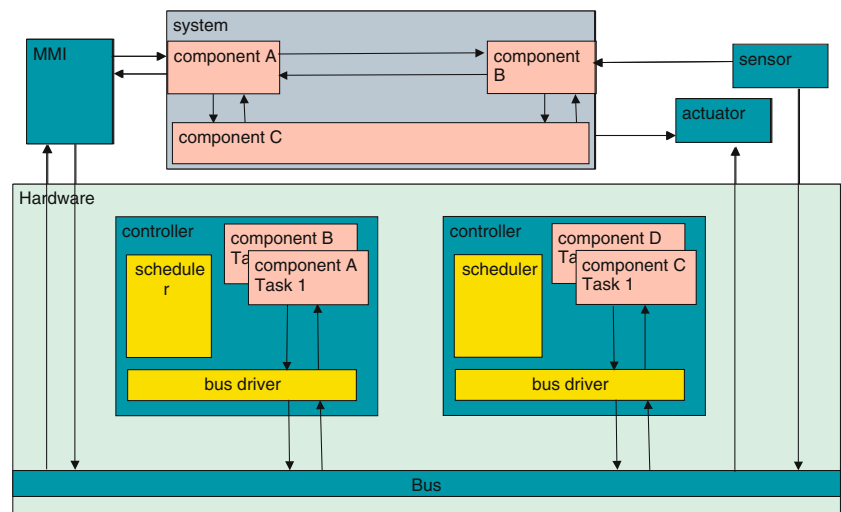 system
MMI
component A
component
B
sensor
actuator
component C
Hardware
controller
component B
Ta
component A
Task 1
schedule
r
bus driver
controller
component D
Ta
component C
Task 1
scheduler
bus driver
Bus